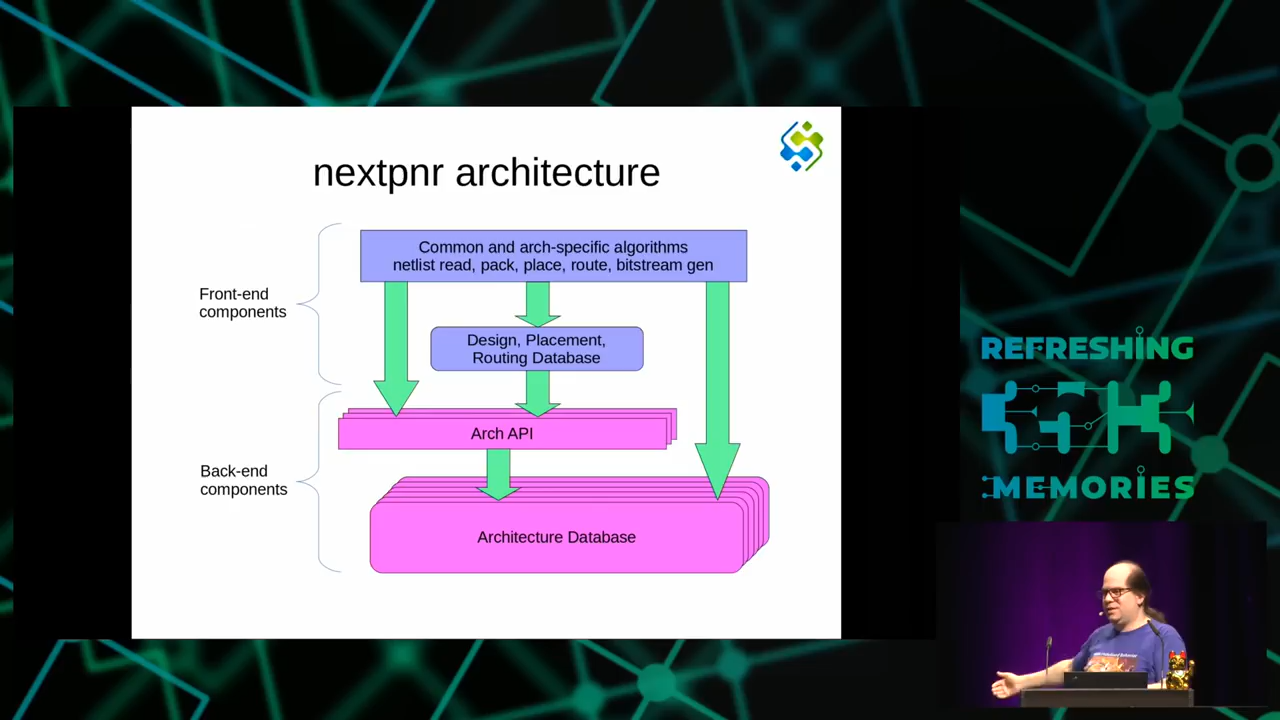 nextpnr architecture
Common and arch-specific algorithms
netlist read, pack, place, route, bitstream gen
Front-end
components
Design, Placement,
Routing Database
Arch API
Back-end
components
Architecture Database
REFRESHING
MEMORIES